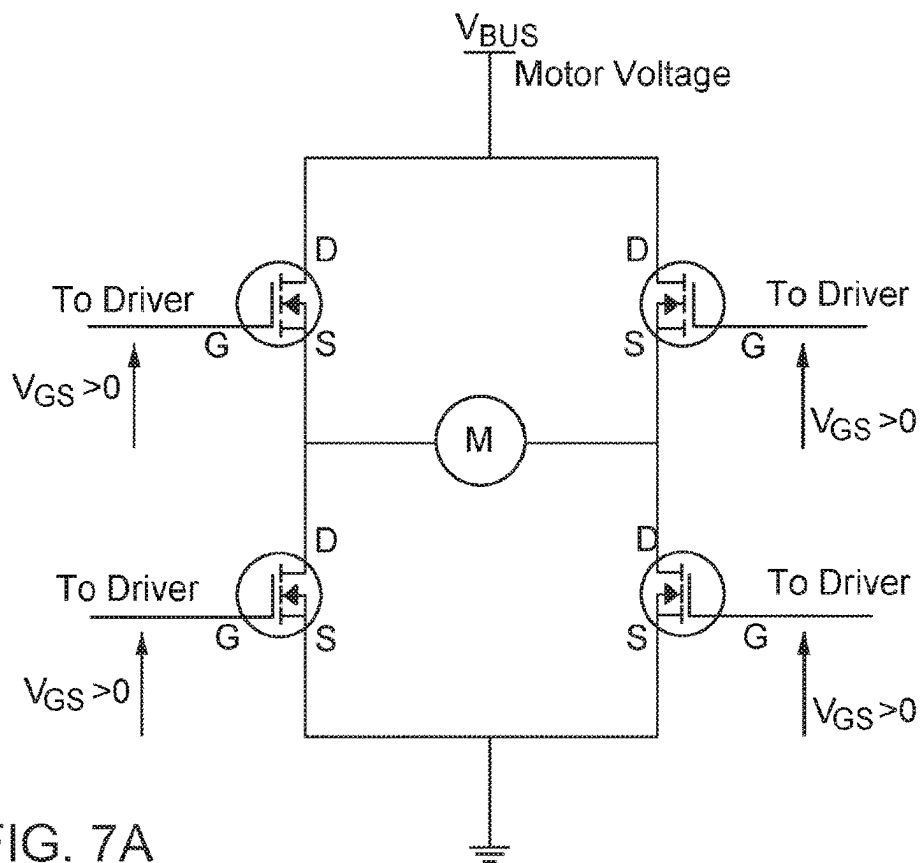 VBUS
Motor Voltage
D D
To Driver To Driver
G S S G
VGS >0 VGS >0
M
D D
To Driver To Driver
G S S G
VGS >0 VGS >0
FIG. 7A